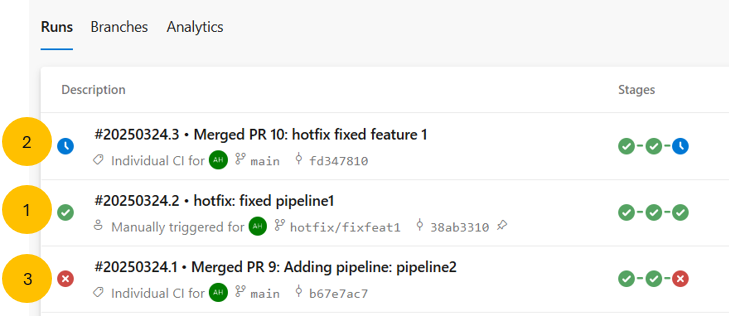 Runs Branches Analytics
Description Stages
2 #20250324.3 • Merged PR 10: hotfix fixed feature 1
Individual CI for AH main fd347810
1 #20250324.2 • hotfix: fixed pipeline1
Manually triggered for AH hotfix/fixfeat1 38ab3310
3 #20250324.1 • Merged PR 9: Adding pipeline: pipeline2
Individual CI for AH main b67e7ac7